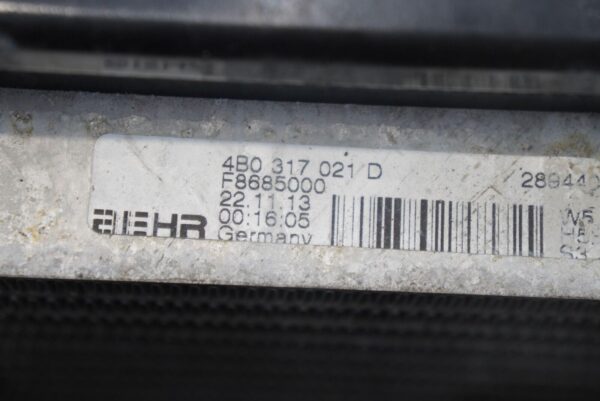 4B0 317 021 D
F8685000 28944
22.11.13
00:16:05
BEHR Germany